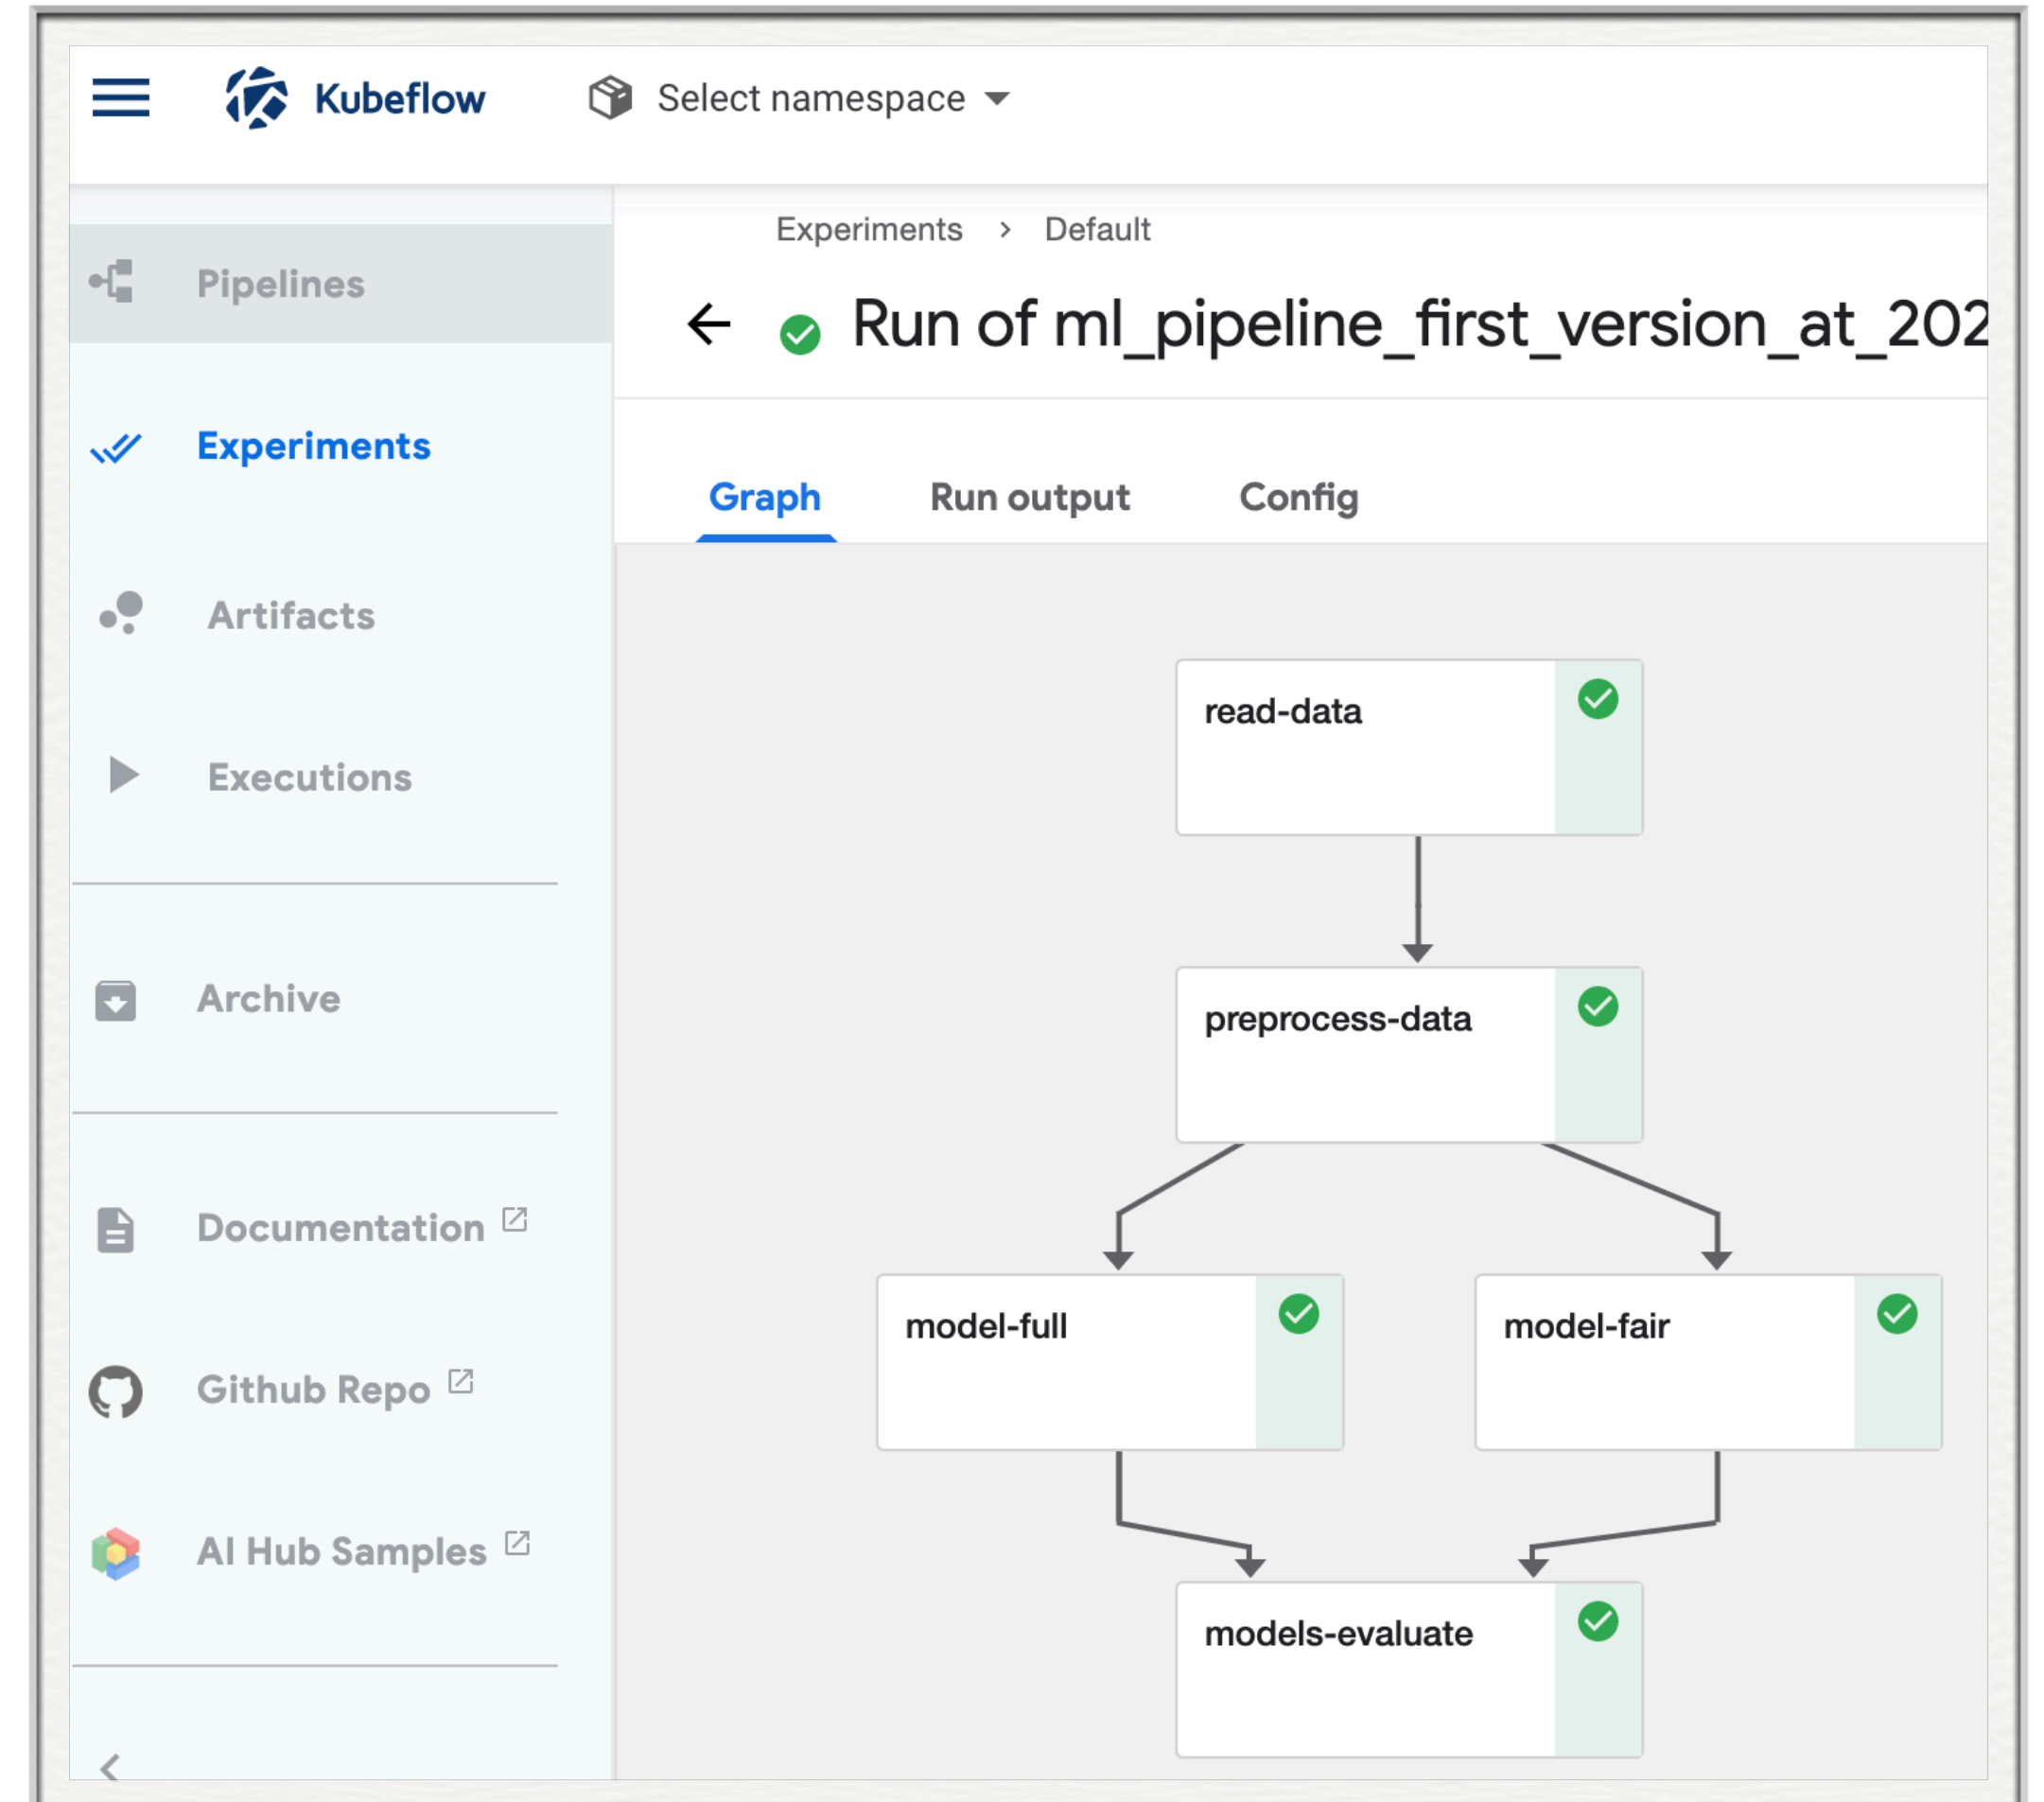 Kubeflow
Select namespace
Pipelines
Experiments
Artifacts
Executions
Archive
Documentation
Github Repo
AI Hub Samples
Experiments > Default
Run of ml_pipeline_first_version_at_202
Graph Run output Config
read-data
preprocess-data
model-full model-fair
models-evaluate